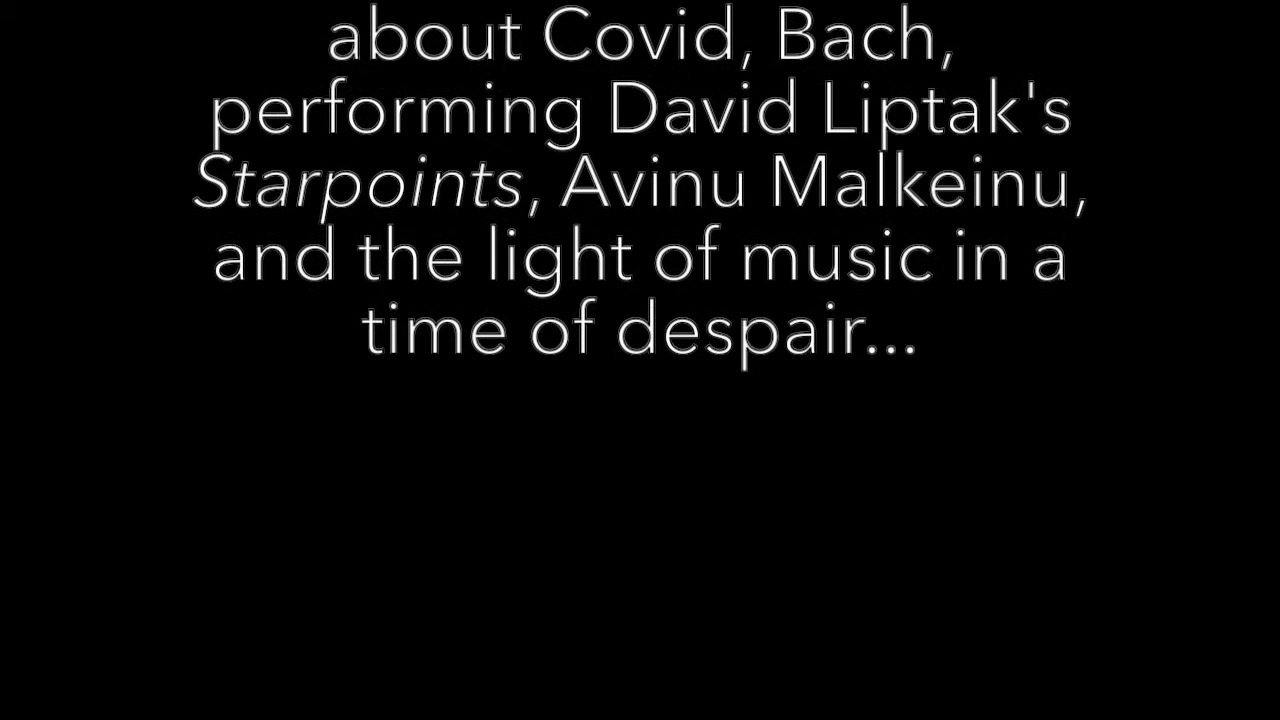 about Covid, Bach,
performing David Liptak's
Starpoints, Avinu Malkeinu,
and the light of music in a
time of despair...